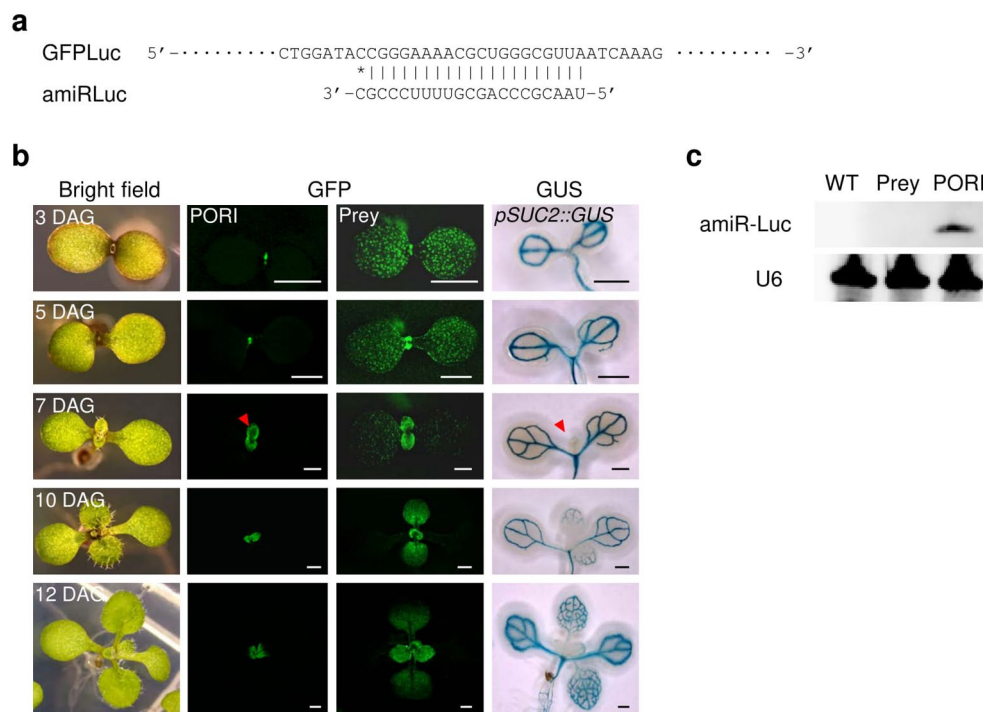 a
GFPLuc 5′-·········CTGGATACCGGGAAAACGCUGGGCGUUAATCAAAG ········· -3′
*||||||||||||||||||||
amiRLuc 3′-CGCCCUUUUGCGACCCGCAAU-5′
b
Bright field GFP GUS
3 DAG PORI Prey pSUC2::GUS
5 DAG
7 DAG
10 DAG
12 DAG
c
WT Prey PORI
amiR-Luc
U6